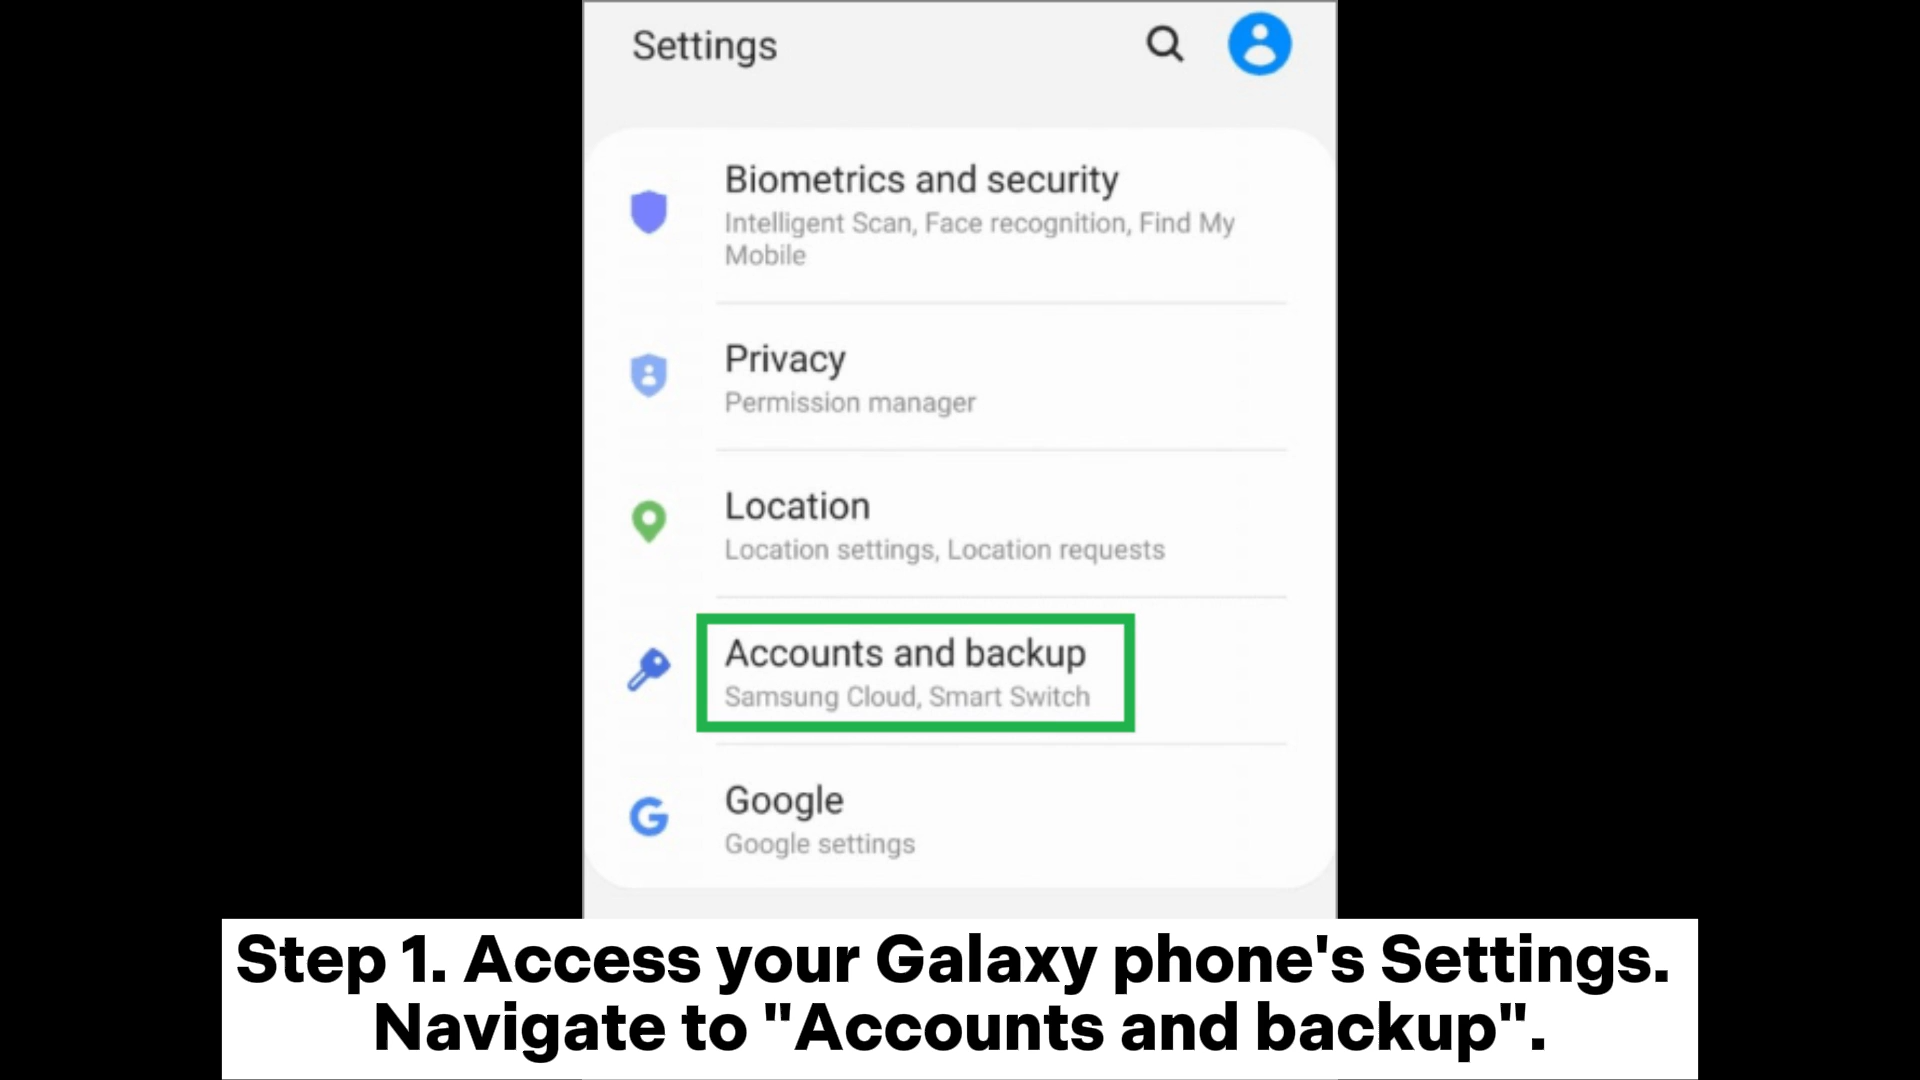 Settings
Biometrics and security
Intelligent Scan, Face recognition, Find My
Mobile
Privacy
Permission manager
Location
Location settings, Location requests
Accounts and backup
Samsung Cloud, Smart Switch
Google
Google settings
Step 1. Access your Galaxy phone's Settings.
Navigate to "Accounts and backup".